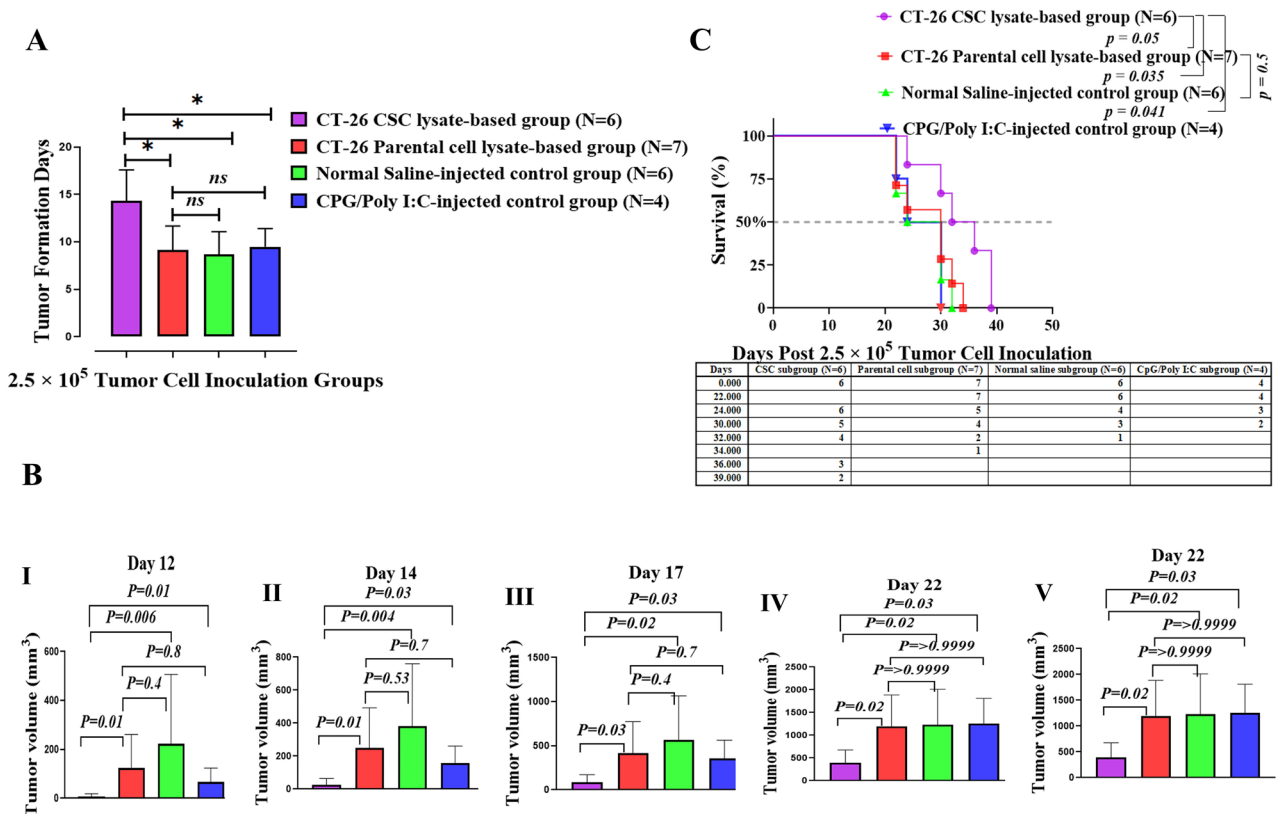 A
*
*
*
ns
ns
Tumor Formation Days
20
15
10
5
0
2.5 × 10⁵ Tumor Cell Inoculation Groups
CT-26 CSC lysate-based group (N=6)
CT-26 Parental cell lysate-based group (N=7)
Normal Saline-injected control group (N=6)
CPG/Poly I:C-injected control group (N=4)
C
CT-26 CSC lysate-based group (N=6)
p = 0.05
CT-26 Parental cell lysate-based group (N=7)
p = 0.035
Normal Saline-injected control group (N=6)
p = 0.041
CPG/Poly I:C-injected control group (N=4)
p = 0.5
Survival (%)
100
75
50%
25
0
0 10 20 30 40 50
Days Post 2.5 × 10⁵ Tumor Cell Inoculation
Days CSC subgroup (N=6) Parental cell subgroup (N=7) Normal saline subgroup (N=6) CpG/Poly I:C subgroup (N=4)
0.000 6 7 6 4
22.000 7 6 4
24.000 6 5 4 3
30.000 5 4 3 2
32.000 4 2 1
34.000 1
36.000 3
39.000 2
B
I
Day 12
P=0.01
P=0.006
P=0.8
P=0.4
P=0.01
Tumor volume (mm³)
600
400
200
0
II
Day 14
P=0.03
P=0.004
P=0.7
P=0.53
P=0.01
Tumor volume (mm³)
800
600
400
200
0
III
Day 17
P=0.03
P=0.02
P=0.7
P=0.4
P=0.03
Tumor volume (mm³)
1500
1000
500
0
IV
Day 22
P=0.03
P=0.02
P=>0.9999
P=>0.9999
P=0.02
Tumor volume (mm³)
2500
2000
1500
1000
500
0
V
Day 22
P=0.03
P=0.02
P=>0.9999
P=>0.9999
P=0.02
Tumor volume (mm³)
2500
2000
1500
1000
500
0